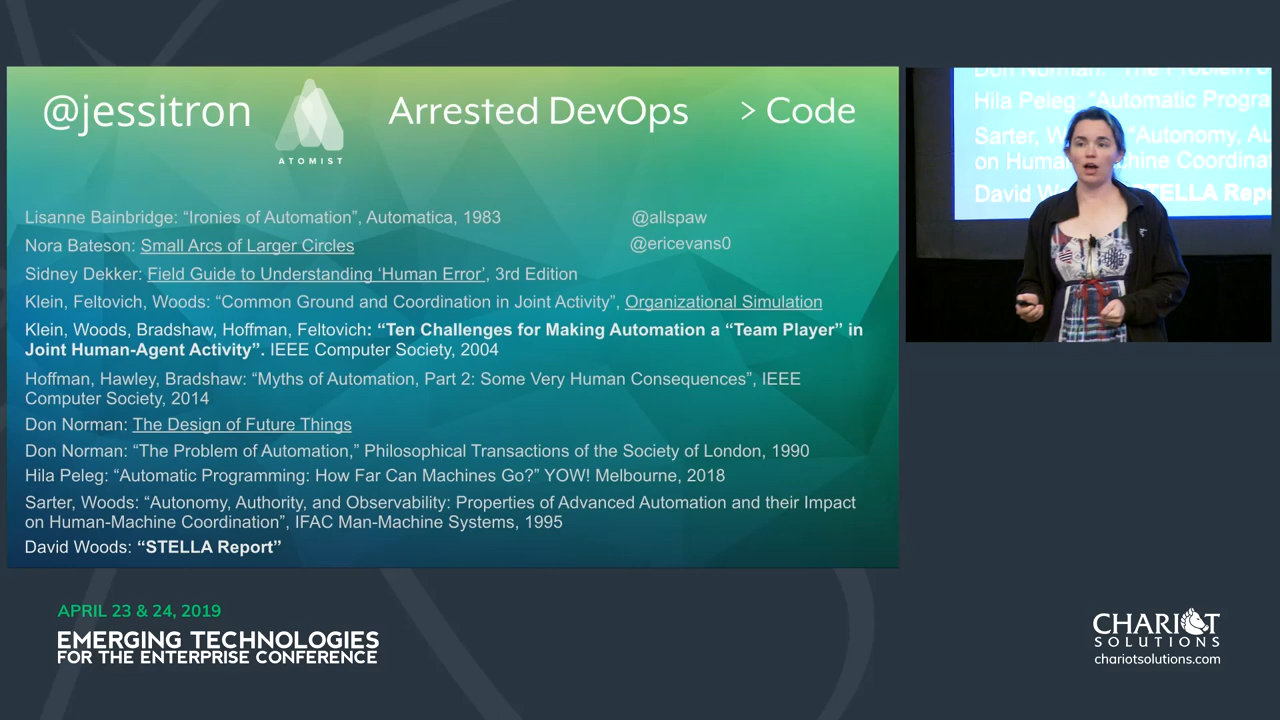 @jessitron
ATOMIST
Arrested DevOps
> Code
Lisanne Bainbridge: “Ironies of Automation”, Automatica, 1983
@allspaw
Nora Bateson: Small Arcs of Larger Circles
@ericevans0
Sidney Dekker: Field Guide to Understanding ‘Human Error’, 3rd Edition
Klein, Feltovich, Woods: “Common Ground and Coordination in Joint Activity”, Organizational Simulation
Klein, Woods, Bradshaw, Hoffman, Feltovich: “Ten Challenges for Making Automation a “Team Player” in
Joint Human-Agent Activity”. IEEE Computer Society, 2004
Hoffman, Hawley, Bradshaw: “Myths of Automation, Part 2: Some Very Human Consequences”, IEEE
Computer Society, 2014
Don Norman: The Design of Future Things
Don Norman: “The Problem of Automation,” Philosophical Transactions of the Society of London, 1990
Hila Peleg: “Automatic Programming: How Far Can Machines Go?” YOW! Melbourne, 2018
Sarter, Woods: “Autonomy, Authority, and Observability: Properties of Advanced Automation and their Impact
on Human-Machine Coordination”, IFAC Man-Machine Systems, 1995
David Woods: “STELLA Report”
Hila Peleg: “Automatic
Sarter, “Autonomy,
on
David STELLA
APRIL 23 & 24, 2019
EMERGING TECHNOLOGIES
FOR THE ENTERPRISE CONFERENCE
CHARIOT
SOLUTIONS
chariotsolutions.com